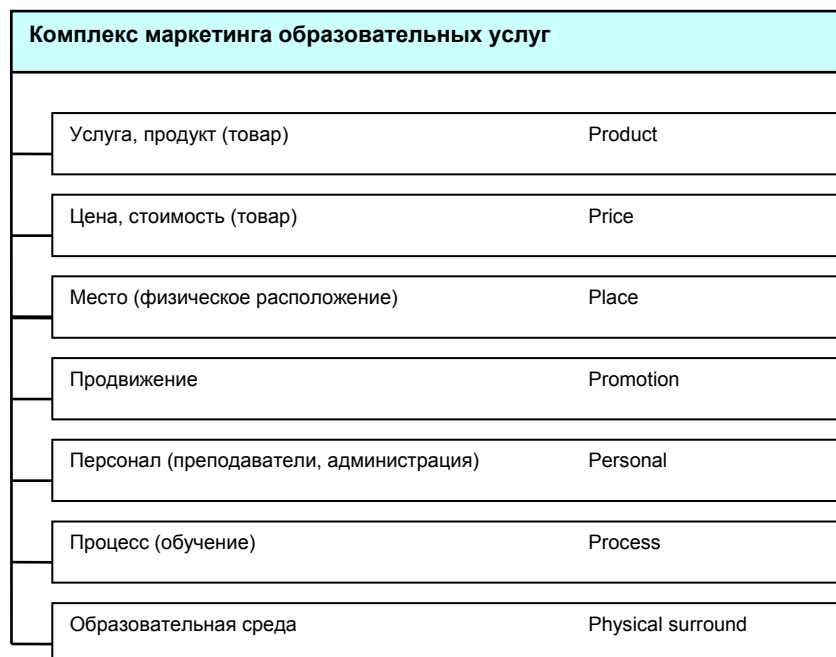 Комплекс маркетинга образовательных услуг
Услуга, продукт (товар) Product
Цена, стоимость (товар) Price
Место (физическое расположение) Place
Продвижение Promotion
Персонал (преподаватели, администрация) Personal
Процесс (обучение) Process
Образовательная среда Physical surround